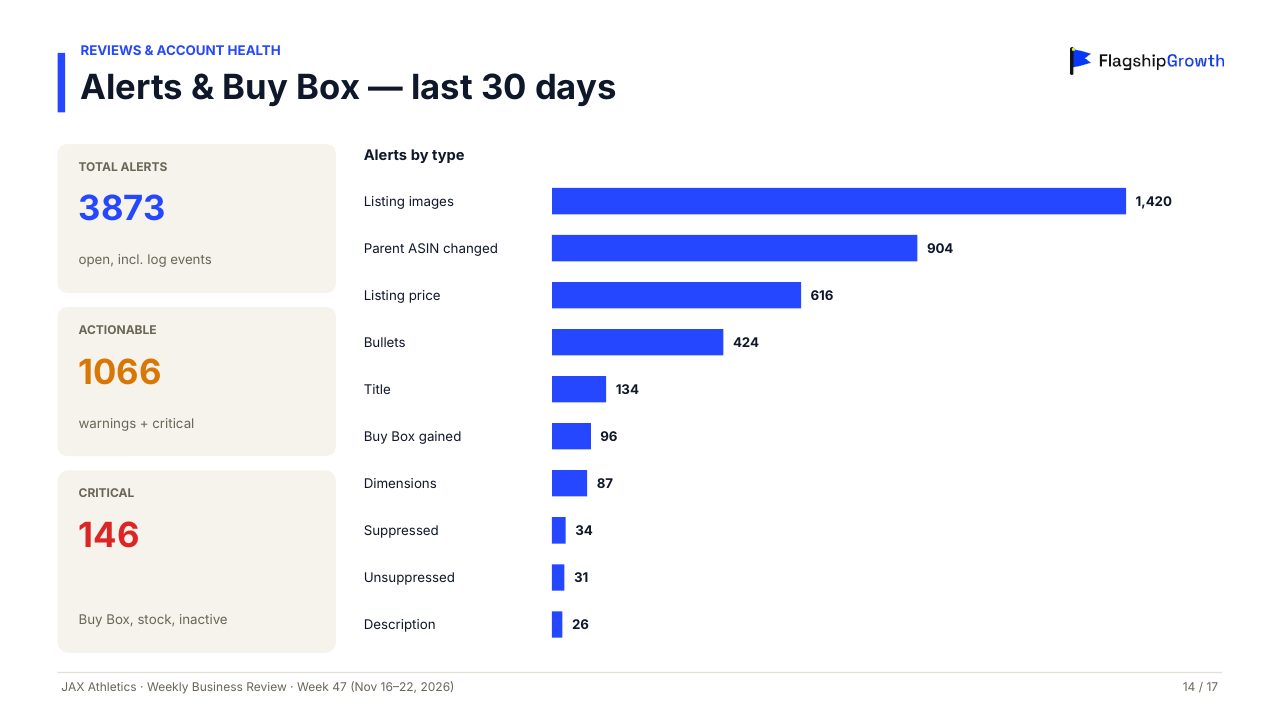 REVIEWS & ACCOUNT HEALTH
Alerts & Buy Box — last 30 days
FlagshipGrowth
TOTAL ALERTS
3873
open, incl. log events
ACTIONABLE
1066
warnings + critical
CRITICAL
146
Buy Box, stock, inactive
Alerts by type
Listing images 1,420
Parent ASIN changed 904
Listing price 616
Bullets 424
Title 134
Buy Box gained 96
Dimensions 87
Suppressed 34
Unsuppressed 31
Description 26
JAX Athletics · Weekly Business Review · Week 47 (Nov 16–22, 2026) 14 / 17